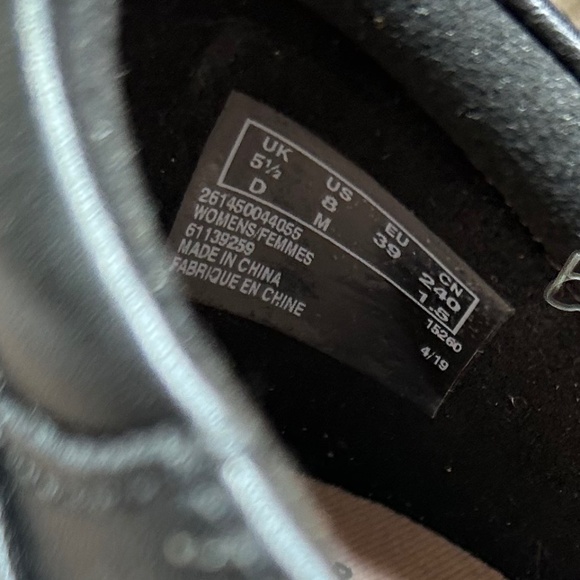 UK US EU CN
5½ 8 39 240
D M 1.5
261450044055
WOMENS/FEMMES
61139259
MADE IN CHINA
FABRIQUE EN CHINE
15260
4/19